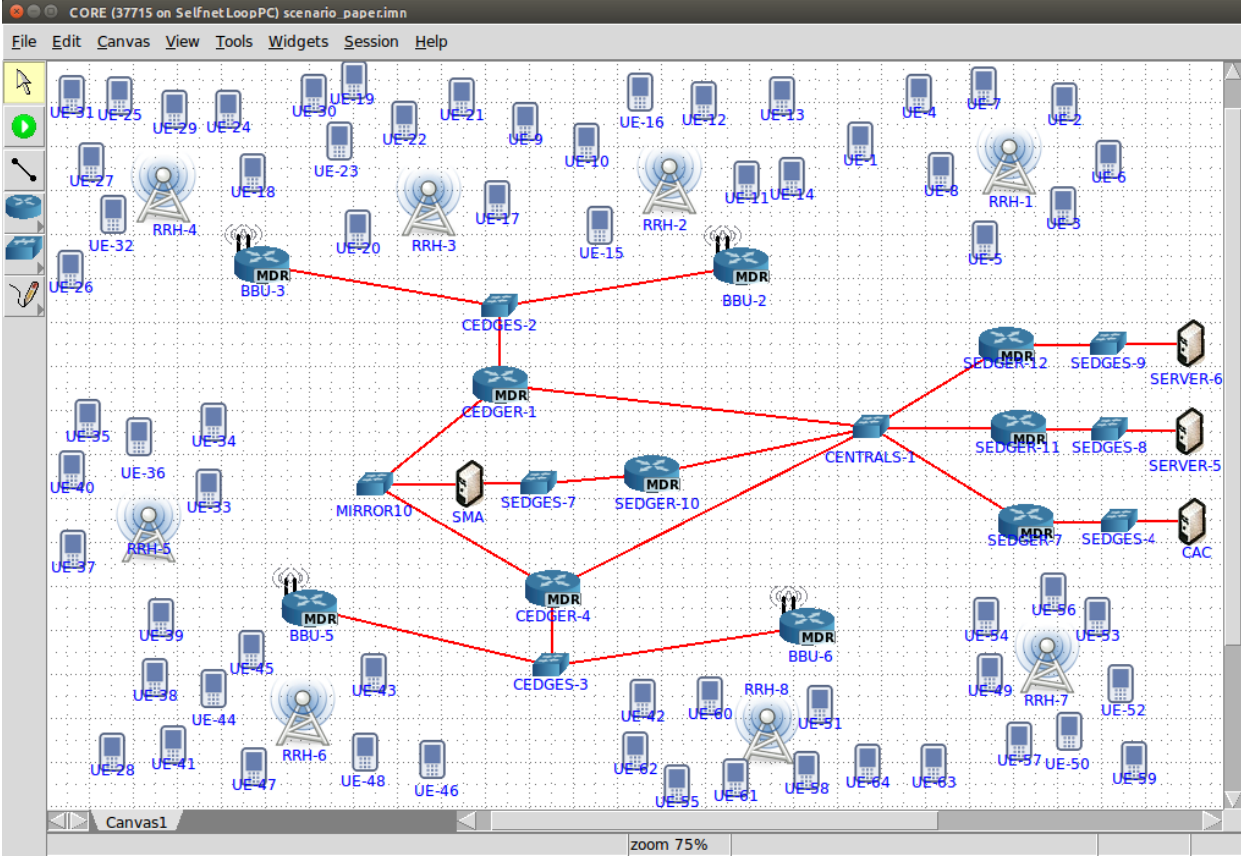 CORE (37715 on SelfnetLoopPC) scenario_paper.imn
File Edit Canvas View Tools Widgets Session Help
UE-31 UE-25 UE-29 UE-24 UE-30 UE-19 UE-22 UE-21 UE-9 UE-10 UE-16 UE-12 UE-13 UE-1 UE-4 UE-7 UE-2
UE-27 UE-18 UE-23 UE-17 UE-11 UE-14 UE-8 UE-6
UE-32 RRH-4 UE-20 RRH-3 UE-15 RRH-2 RRH-1 UE-3
UE-26 UE-5
MDR
BBU-3
MDR
BBU-2
CEDGES-2
MDR
CEDGER-1
MDR
SEDGER-12
SEDGES-9
SERVER-6
CENTRALS-1
MDR
SEDGER-11
SEDGES-8
SERVER-5
UE-35 UE-36 UE-34
UE-40 UE-33
MIRROR10
SMA
SEDGES-7
MDR
SEDGER-10
MDR
SEDGER-7
SEDGES-4
CAC
RRH-5
UE-37
MDR
CEDGER-4
MDR
BBU-5
MDR
BBU-6
CEDGES-3
UE-39 UE-45
UE-38 UE-44 UE-43
RRH-6
UE-28 UE-41 UE-47 UE-48 UE-46
UE-56
UE-54 UE-53
UE-49 RRH-7 UE-52
RRH-8
UE-42 UE-60 UE-51
UE-62 UE-55 UE-61 UE-58 UE-64 UE-63
UE-57 UE-50 UE-59
Canvas1
zoom 75%